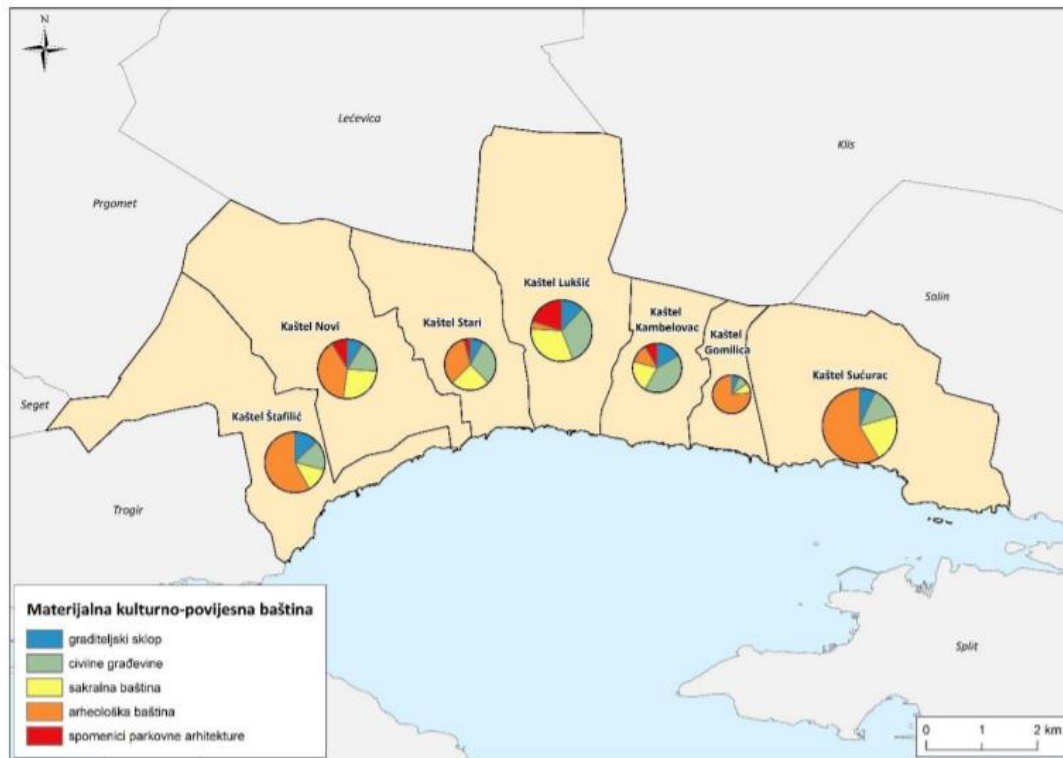 N
Lećevica
Klis
Prgomet
Solin
Kaštel Lukšić
Kaštel
Kambelovac
Kaštel Stari
Kaštel Novi
Kaštel
Gomilica
Kaštel Sućurac
Seget
Kaštel Štafilić
Trogir
Split
Materijalna kulturno-povijesna baština
graditeljski sklop
civilne građevine
sakralna baština
arheološka baština
spomenici parkovne arhitekture
0 1 2 km